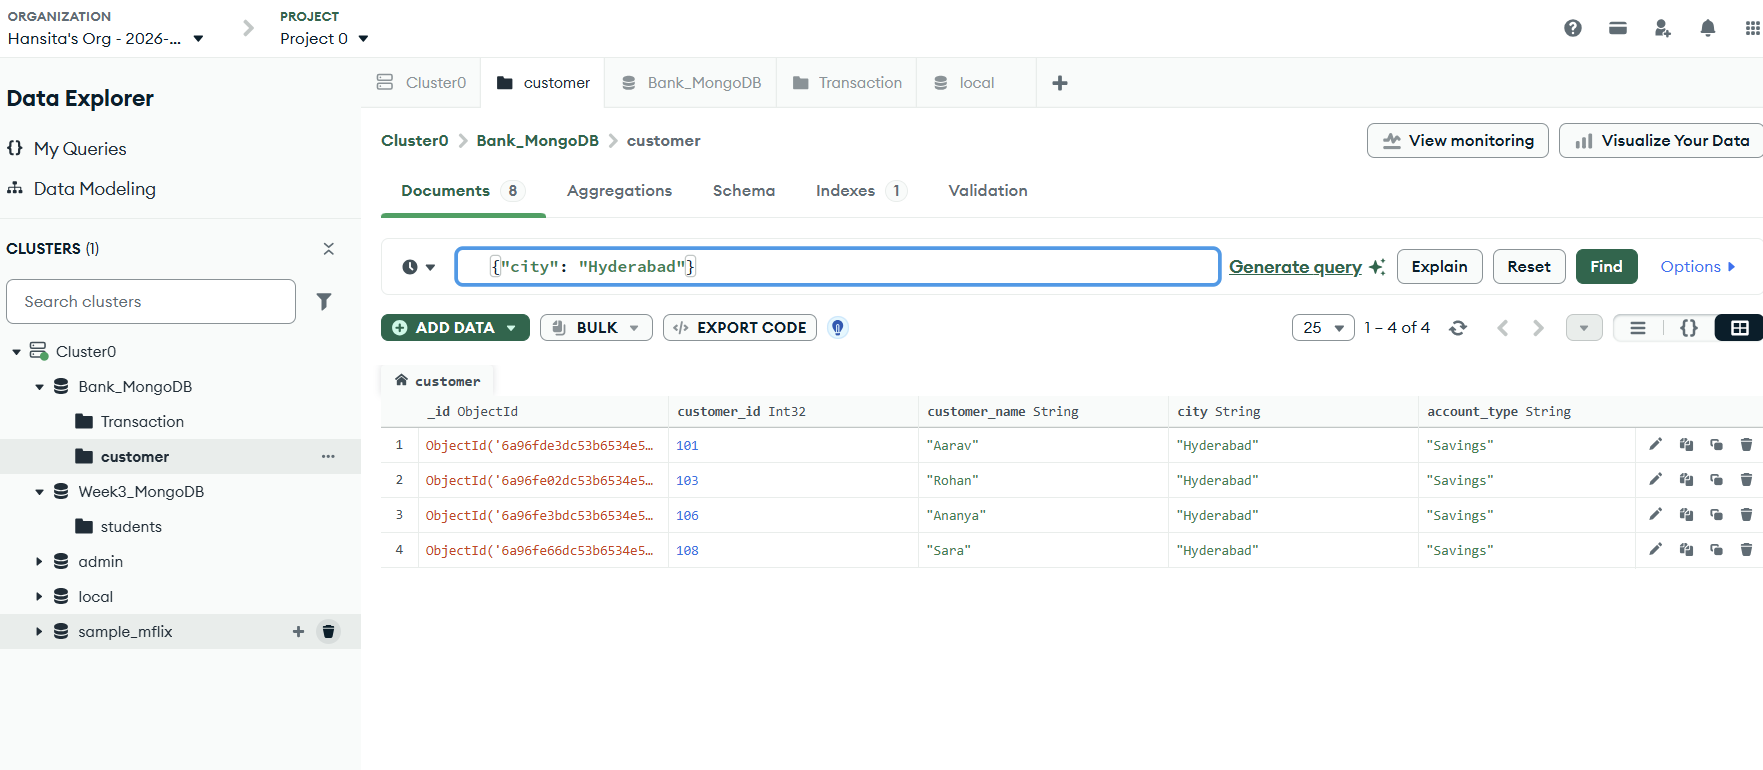 ORGANIZATION
Hansita's Org - 2026-...
PROJECT
Project 0
Data Explorer
My Queries
Data Modeling
CLUSTERS (1)
Search clusters
Cluster0
Bank_MongoDB
Transaction
customer
Week3_MongoDB
students
admin
local
sample_mflix
Cluster0 customer Bank_MongoDB Transaction local
Cluster0 > Bank_MongoDB > customer
View monitoring Visualize Your Data
Documents 8 Aggregations Schema Indexes 1 Validation
{"city": "Hyderabad"} Generate query Explain Reset Find Options
ADD DATA BULK </> EXPORT CODE 25 1 – 4 of 4 {}
customer
_id ObjectId customer_id Int32 customer_name String city String account_type String
1 ObjectId('6a96fde3dc53b6534e5… 101 "Aarav" "Hyderabad" "Savings"
2 ObjectId('6a96fe02dc53b6534e5… 103 "Rohan" "Hyderabad" "Savings"
3 ObjectId('6a96fe3bdc53b6534e5… 106 "Ananya" "Hyderabad" "Savings"
4 ObjectId('6a96fe66dc53b6534e5… 108 "Sara" "Hyderabad" "Savings"